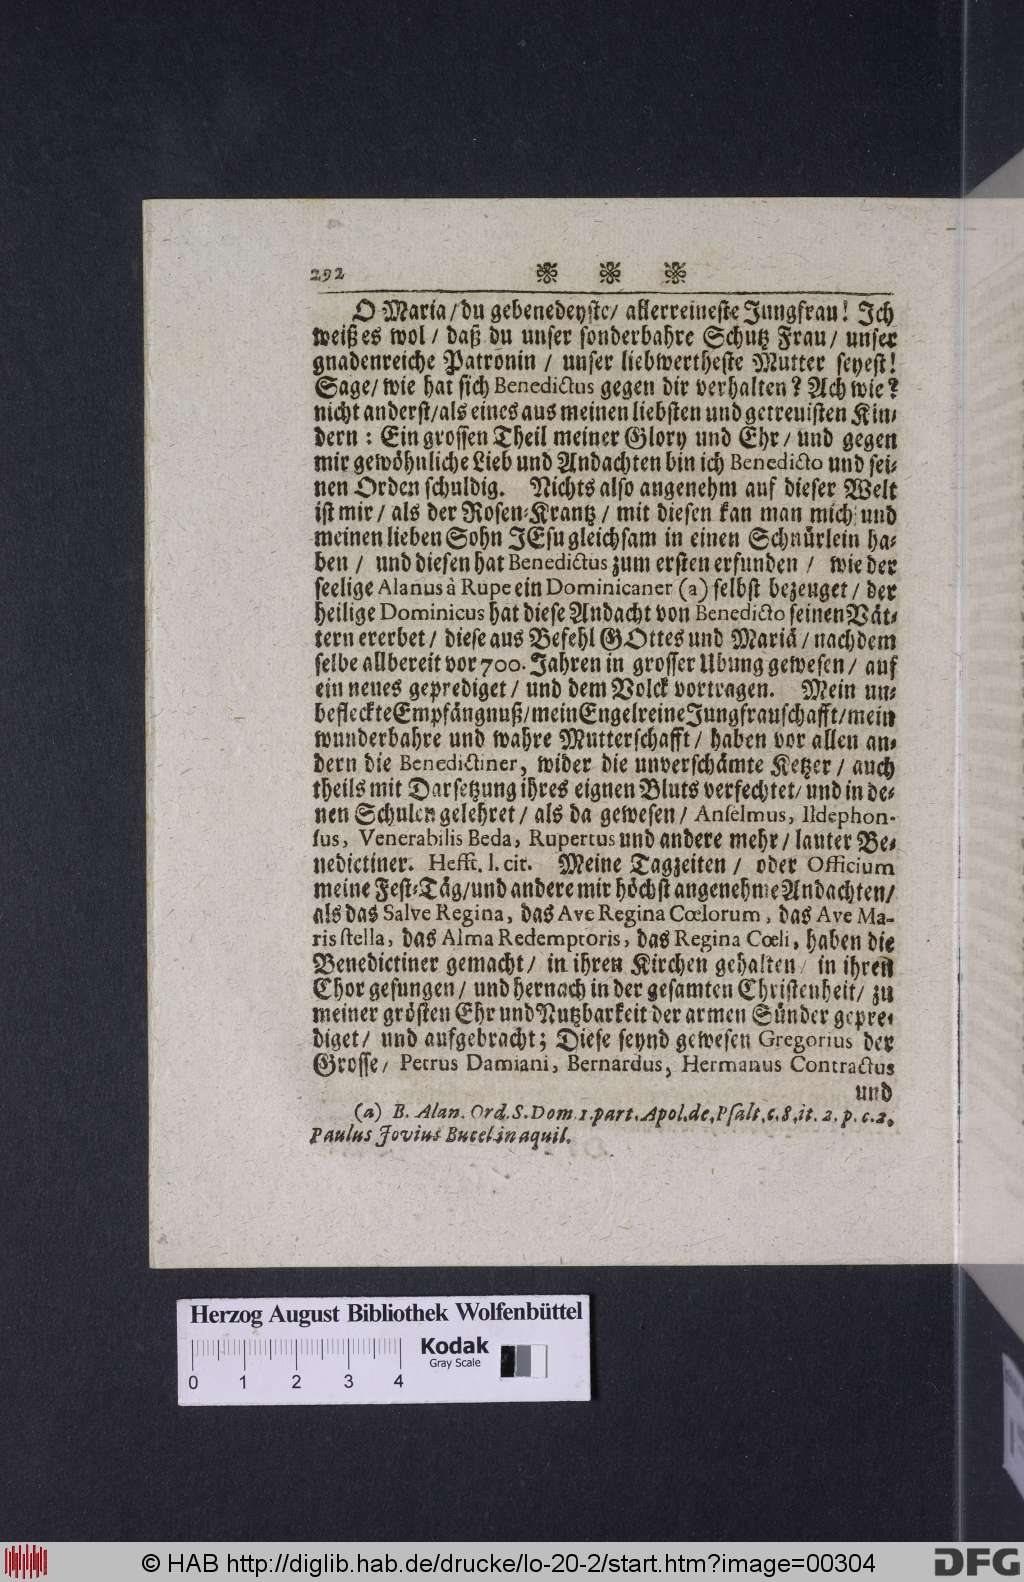 292
O Maria/du gebenedeyste/ allerreineste Jungfrau! Ich
weiß es wol/ daß du unser sonderbahre Schutz Frau/ unser
gnadenreiche Patronin / unser liebwertheste Mutter seyest!
Sage/ wie hat sich Benedictus gegen dir verhalten? Ach wie?
nicht anderst/als eines aus meinen liebsten und getreuisten Kin-
dern: Ein grossen Theil meiner Glory und Ehr/ und gegen
mir gewöhnliche Lieb und Andachten bin ich Benedicto und sei-
nen Orden schuldig. Nichts also angenehm auf dieser Welt
ist mir/ als der Rosen-Krantz/ mit diesen kan man mich und
meinen lieben Sohn JEsu gleichsam in einen Schnürlein ha-
ben / und diesen hat Benedictus zum ersten erfunden / wie der
seelige Alanus à Rupe ein Dominicaner (a) selbst bezeuget/ der
heilige Dominicus hat diese Andacht von Benedicto seinen Vät-
tern ererbet/ diese aus Befehl GOttes und Mariä/ nachdem
selbe allbereit vor 700. Jahren in grosser Ubung gewesen/ auf
ein neues geprediget/ und dem Volck vortragen. Mein un-
befleckte Empfängnuß/mein Engelreine Jungfrauschafft/mein
wunderbahre und wahre Mutterschafft/ haben vor allen an-
dern die Benedictiner, wider die unverschämte Ketzer/ auch
theils mit Darsetzung ihres eignen Bluts verfechtet/ und in de-
nen Schulen gelehret/ als da gewesen/ Anselmus, Ildephon-
sus, Venerabilis Beda, Rupertus und andere mehr/ lauter Be-
nedictiner. Hefft. l. cit. Meine Tagzeiten / oder Officium
meine Fest-Täg/und andere mir höchst angenehme Andachten/
als das Salve Regina, das Ave Regina Cœlorum, das Ave Ma-
ris stella, das Alma Redemptoris, das Regina Cœli, haben die
Benedictiner gemacht/ in ihren Kirchen gehalten/ in ihren
Chor gesungen/ und hernach in der gesamten Christenheit/ zu
meiner grösten Ehr und Nutzbarkeit der armen Sünder gepre-
diget/ und aufgebracht; Diese seynd gewesen Gregorius der
Grosse/ Petrus Damiani, Bernardus, Hermanus Contractus
und
(a) B. Alan. Ord. S. Dom. 1. part. Apol. de. Psalt. c. 8. it. 2. p. c. 2.
Paulus Jovius Bucel. in aquil.
Herzog August Bibliothek Wolfenbüttel
Kodak
Gray Scale
0 1 2 3 4
© HAB http://diglib.hab.de/drucke/lo-20-2/start.htm?image=00304
DFG